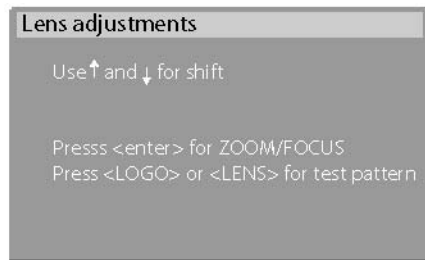 Lens adjustments
Use ↑ and ↓ for shift
Presss <enter> for ZOOM/FOCUS
Press <LOGO> or <LENS> for test pattern